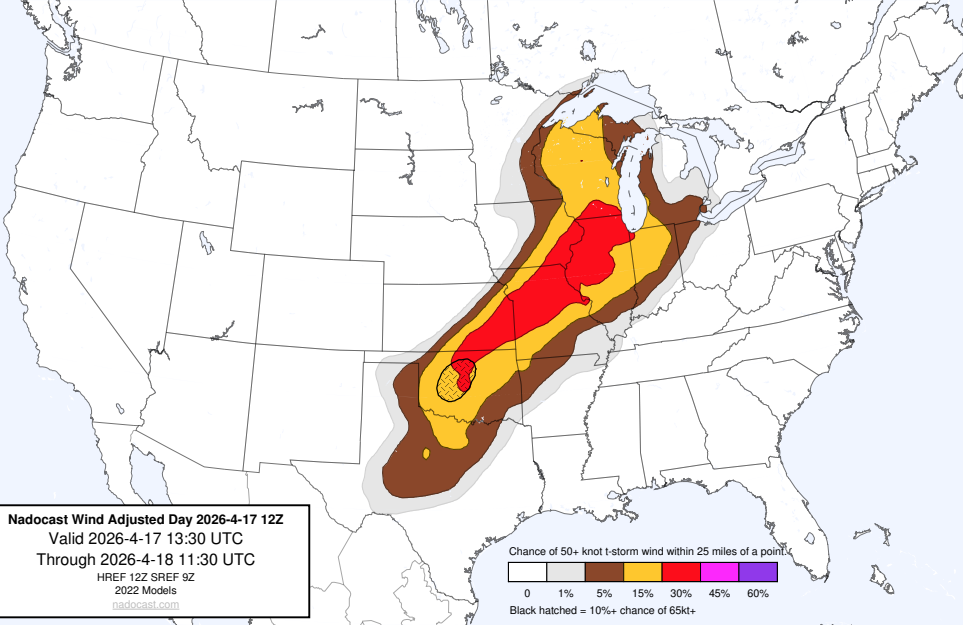 Nadocast Wind Adjusted Day 2026-4-17 12Z
Valid 2026-4-17 13:30 UTC
Through 2026-4-18 11:30 UTC
HREF 12Z SREF 9Z
2022 Models
nadocast.com
Chance of 50+ knot t-storm wind within 25 miles of a point.
0 1% 5% 15% 30% 45% 60%
Black hatched = 10%+ chance of 65kt+